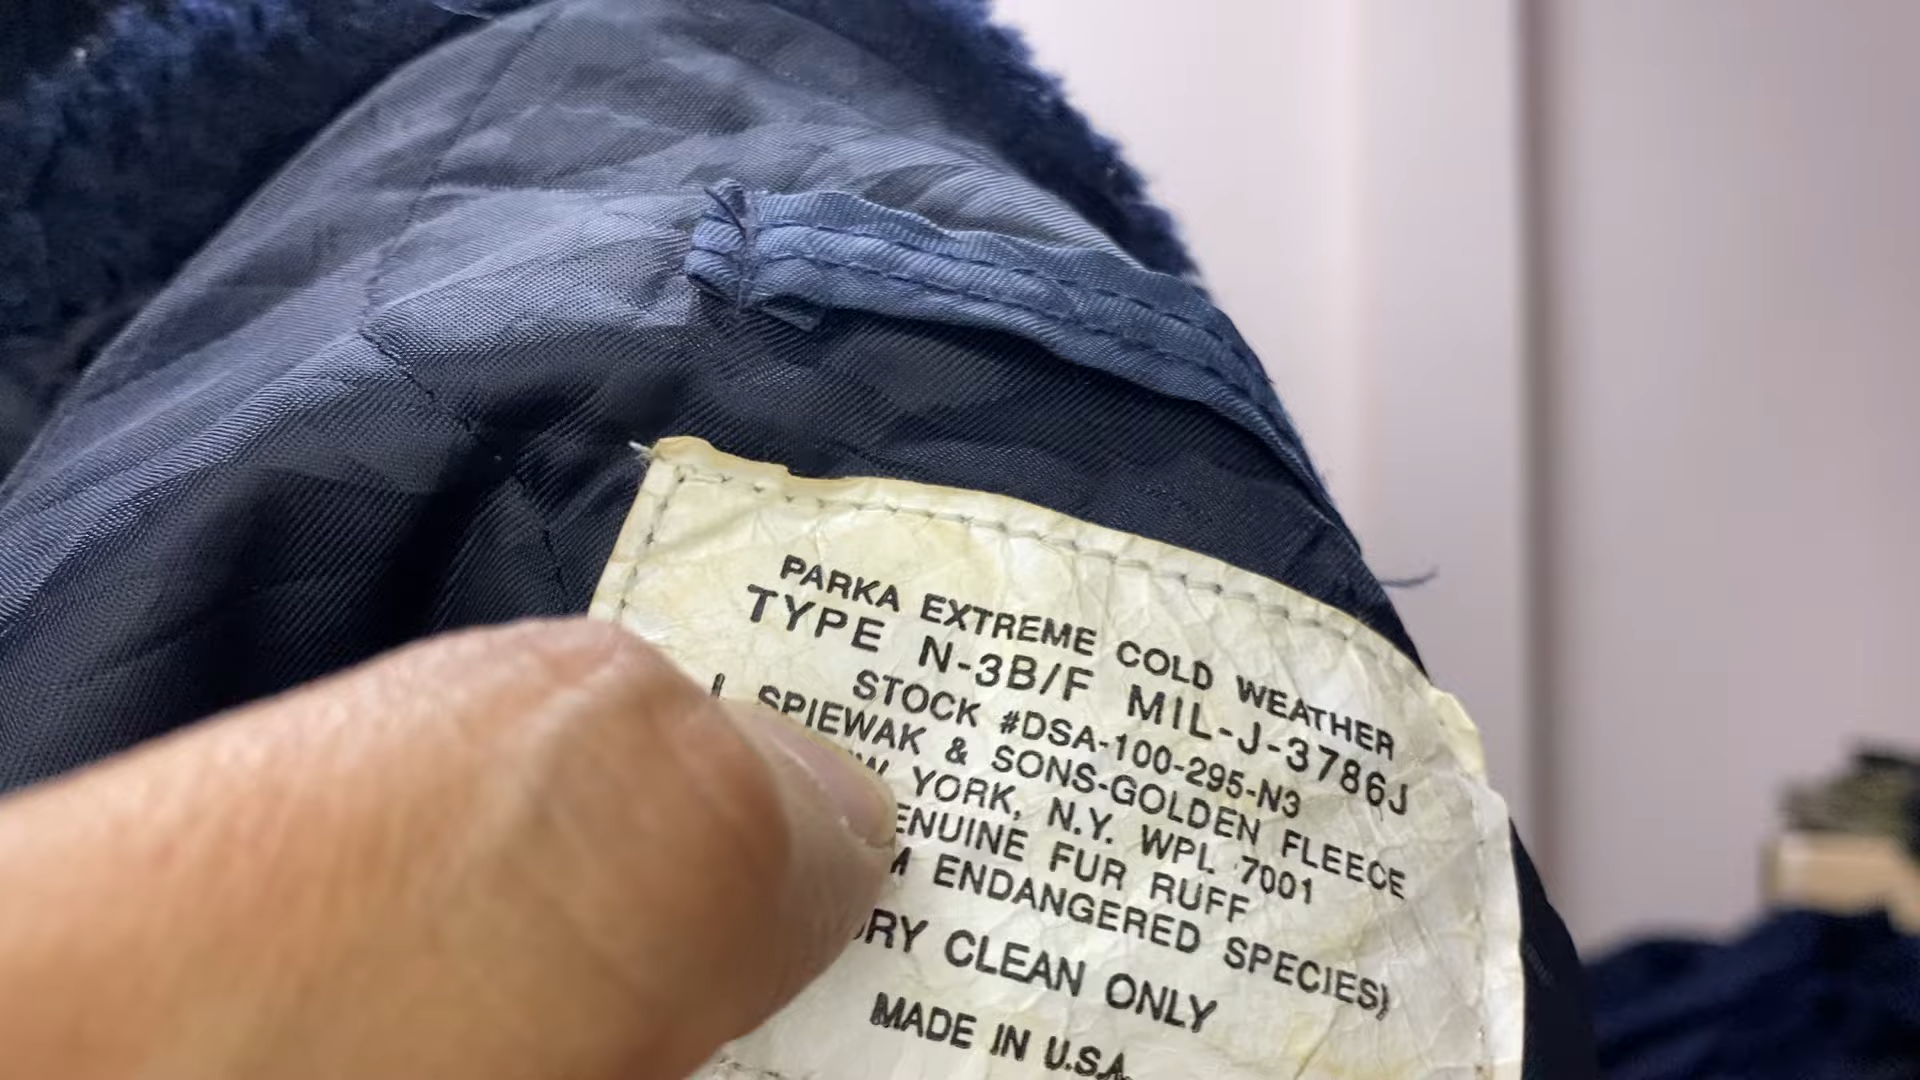 PARKA EXTREME COLD WEATHER
TYPE N-3B/F MIL-J-3786J
STOCK #DSA-100-295-N3
SPIEWAK & SONS-GOLDEN FLEECE
YORK, N.Y. WPL 7001
ENUINE FUR RUFF
ENDANGERED SPECIES)
RY CLEAN ONLY
MADE IN U.S.A.